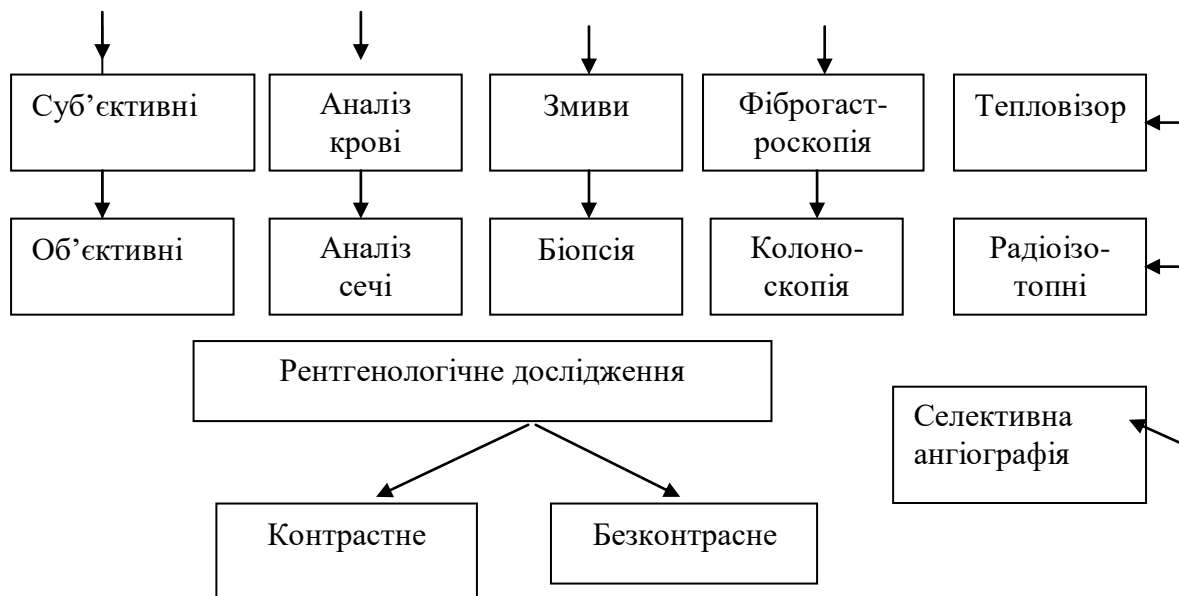 Суб’єктивні
Аналіз
крові
Змиви
Фіброгаст-
роскопія
Тепловізор
Об’єктивні
Аналіз
сечі
Біопсія
Колоно-
скопія
Радіоізо-
топні
Рентгенологічне дослідження
Селективна
ангіографія
Контрастне
Безконтрасне